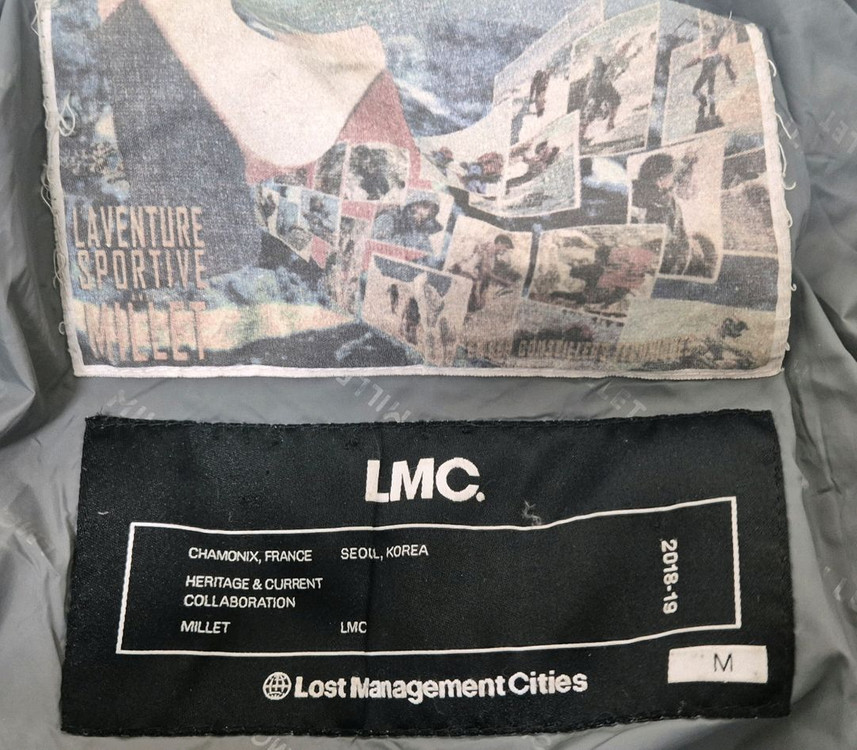 LAVENTURE
SPORTIVE
MILLET
LMC.
CHAMONIX, FRANCE SEOUL, KOREA
HERITAGE & CURRENT
COLLABORATION
MILLET LMC
2018-19
M
Lost Management Cities